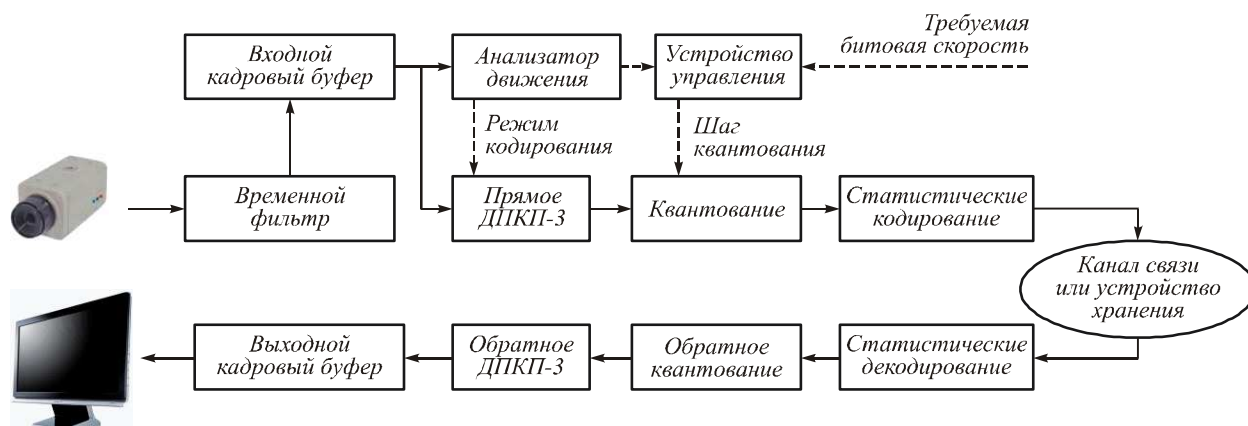 Входной
кадровый буфер
Анализатор
движения
Устройство
управления
Требуемая
битовая скорость
Режим
кодирования
Шаг
квантования
Временной
фильтр
Прямое
ДПКП-3
Квантование
Статистические
кодирование
Канал связи
или устройство
хранения
Выходной
кадровый буфер
Обратное
ДПКП-3
Обратное
квантование
Статистические
декодирование